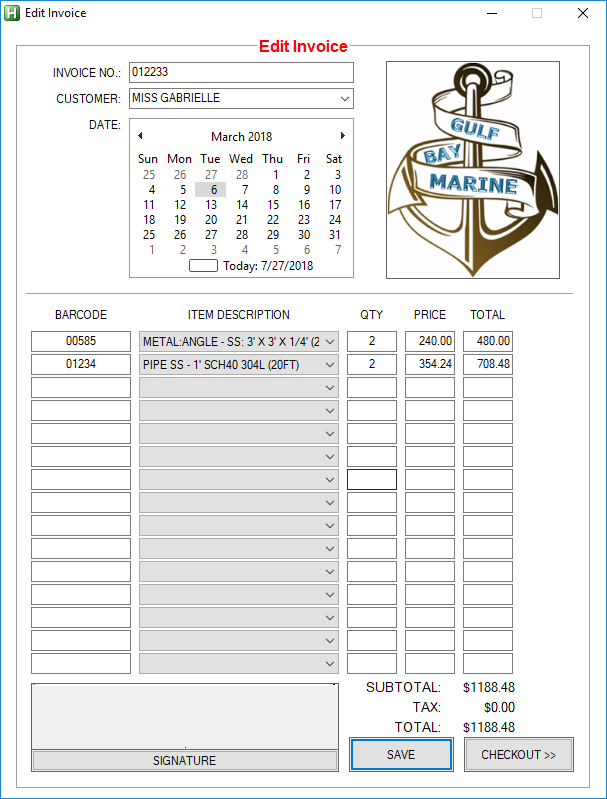 Edit Invoice
Edit Invoice
INVOICE NO.: 012233
CUSTOMER: MISS GABRIELLE
DATE:
March 2018
Sun Mon Tue Wed Thu Fri Sat
25 26 27 28 1 2 3
4 5 6 7 8 9 10
11 12 13 14 15 16 17
18 19 20 21 22 23 24
25 26 27 28 29 30 31
1 2 3 4 5 6 7
Today: 7/27/2018
GULF
BAY
MARINE
BARCODE ITEM DESCRIPTION QTY PRICE TOTAL
00585 METAL:ANGLE - SS: 3' X 3' X 1/4' (2 2 240.00 480.00
01234 PIPE SS - 1' SCH40 304L (20FT) 2 354.24 708.48
SUBTOTAL: $1188.48
TAX: $0.00
TOTAL: $1188.48
SIGNATURE
SAVE
CHECKOUT >>